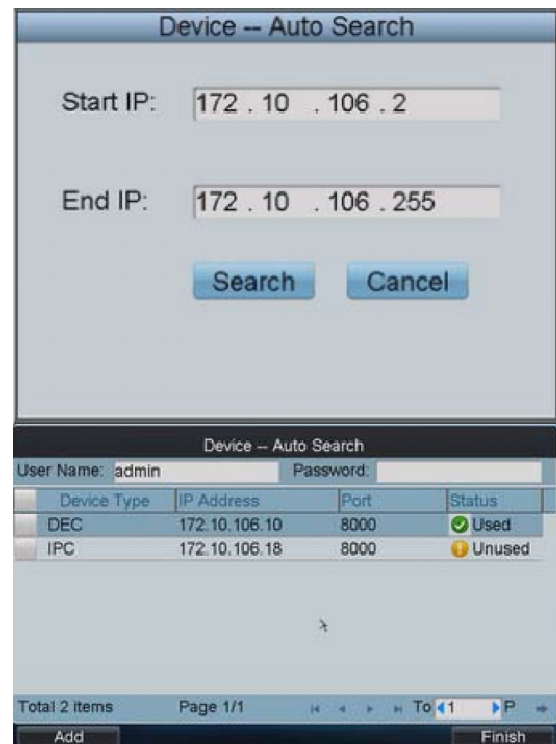 Device -- Auto Search
Start IP: 172 . 10 . 106 . 2
End IP: 172 . 10 . 106 . 255
Search Cancel
Device -- Auto Search
User Name: admin Password:
Device Type IP Address Port Status
DEC 172.10.106.10 8000 Used
IPC 172.10.106.18 8000 Unused
Total 2 items Page 1/1 To 1 P
Add Finish